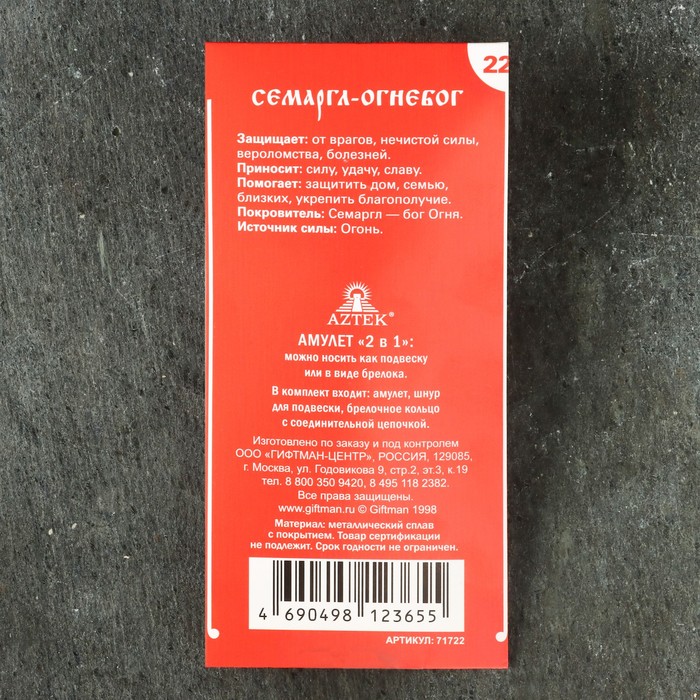 22
СЕМАРГЛ-ОГНЕБОГ
Защищает: от врагов, нечистой силы,
вероломства, болезней.
Приносит: силу, удачу, славу.
Помогает: защитить дом, семью,
близких, укрепить благополучие.
Покровитель: Семаргл — бог Огня.
Источник силы: Огонь.
AZTEK®
АМУЛЕТ «2 в 1»:
можно носить как подвеску
или в виде брелока.
В комплект входит: амулет, шнур
для подвески, брелочное кольцо
с соединительной цепочкой.
Изготовлено по заказу и под контролем
ООО «ГИФТМАН-ЦЕНТР», РОССИЯ, 129085,
г. Москва, ул. Годовикова 9, стр.2, эт.3, к.19
тел. 8 800 350 9420, 8 495 118 2382.
Все права защищены.
www.giftman.ru © Giftman 1998
Материал: металлический сплав
с покрытием. Товар сертификации
не подлежит. Срок годности не ограничен.
4 690498 123655
АРТИКУЛ: 71722